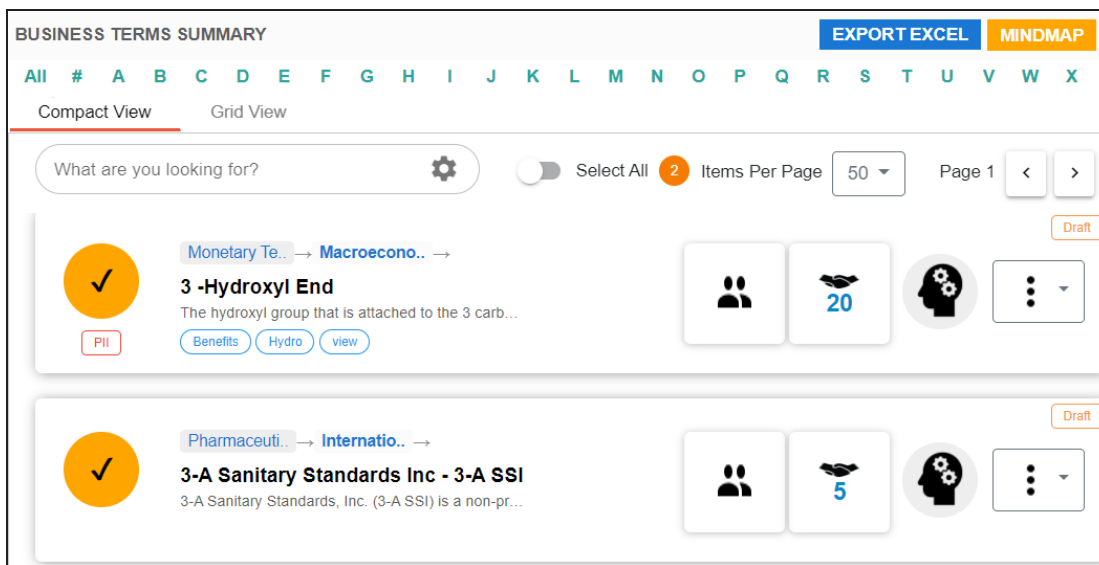 BUSINESS TERMS SUMMARY EXPORT EXCEL MINDMAP
All # A B C D E F G H I J K L M N O P Q R S T U V W X
Compact View Grid View
What are you looking for? Select All 2 Items Per Page 50 Page 1 < >
Draft
Monetary Te.. → Macroecono.. →
3 -Hydroxyl End
The hydroxyl group that is attached to the 3 carb...
20
PII Benefits Hydro view
Draft
Pharmaceuti.. → Internatio.. →
3-A Sanitary Standards Inc - 3-A SSI
3-A Sanitary Standards, Inc. (3-A SSI) is a non-pr...
5